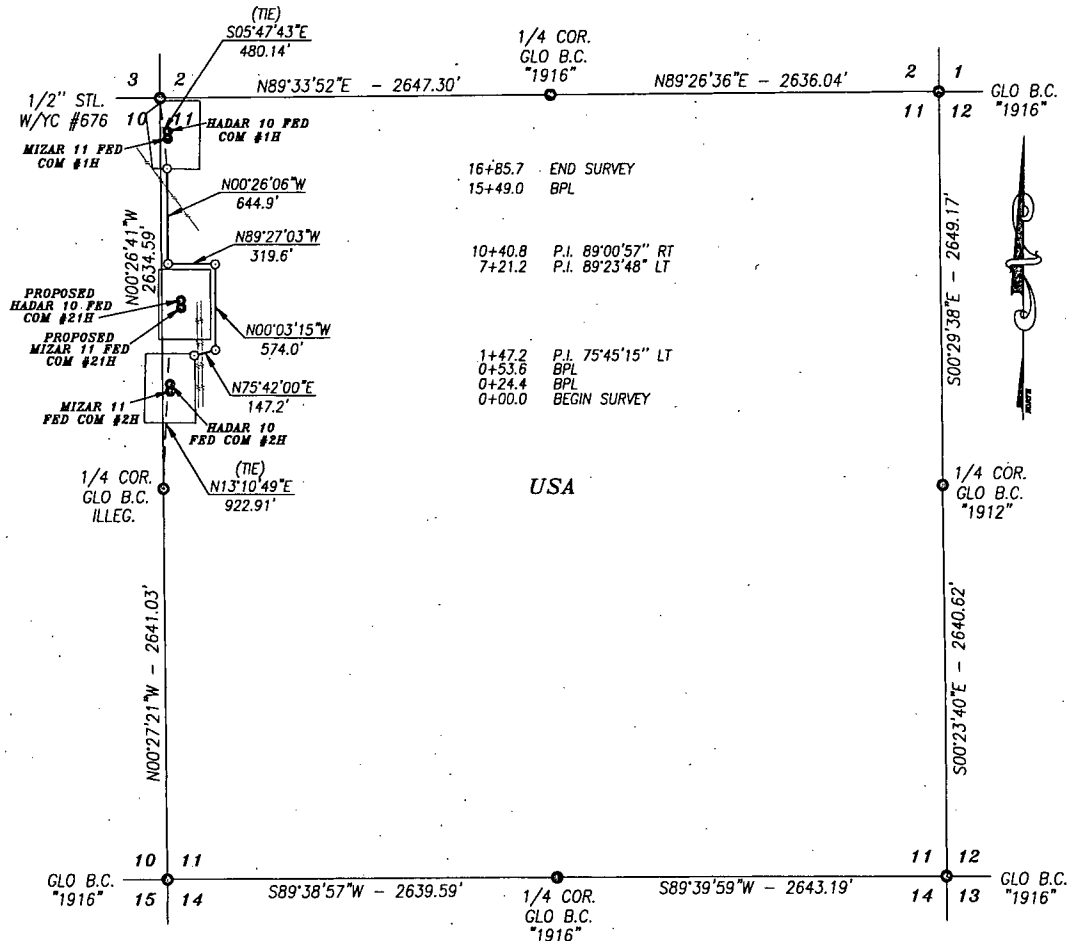 (TIE)
S05°47'43"E
480.14'
1/4 COR.
GLO B.C.
"1916"
3 2
N89°33'52"E - 2647.30'
N89°26'36"E - 2636.04'
2 1
1/2" STL.
W/YC #676
10 11
11 12
GLO B.C.
"1916"
HADAR 10 FED
COM #1H
MIZAR 11 FED
COM #1H
16+85.7 END SURVEY
15+49.0 BPL
N00°26'06"W
644.9'
N89°27'03"W
319.6'
10+40.8 P.I. 89°00'57" RT
7+21.2 P.I. 89°23'48" LT
N00°26'41"W
2634.59'
S00°29'38"E - 2649.17'
PROPOSED
HADAR 10 FED
COM #21H
PROPOSED
MIZAR 11 FED
COM #21H
N00°03'15"W
574.0'
1+47.2 P.I. 75°45'15" LT
0+53.6 BPL
0+24.4 BPL
0+00.0 BEGIN SURVEY
N75°42'00"E
147.2'
MIZAR 11
FED COM #2H
HADAR 10
FED COM #2H
(TIE)
N13°10'49"E
922.91'
1/4 COR.
GLO B.C.
ILLEG.
USA
1/4 COR.
GLO B.C.
"1912"
N00°27'21"W - 2641.03'
S00°23'40"E - 2640.62'
10 11
11 12
GLO B.C.
"1916"
15 14
S89°38'57"W - 2639.59'
1/4 COR.
GLO B.C.
"1916"
S89°39'59"W - 2643.19'
14 13
GLO B.C.
"1916"